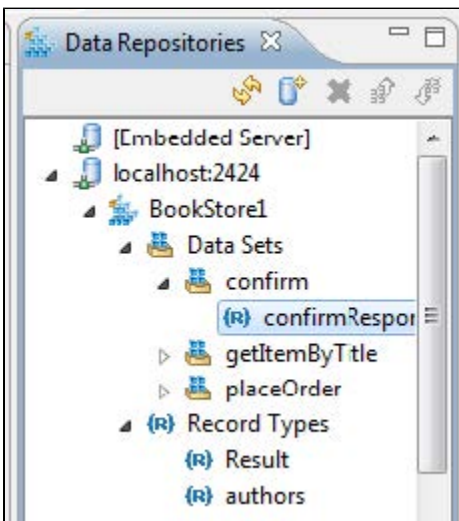 Data Repositories
[Embedded Server]
localhost:2424
BookStore1
Data Sets
confirm
{R} confirmRespor
getItemByTitle
placeOrder
{R} Record Types
{R} Result
{R} authors